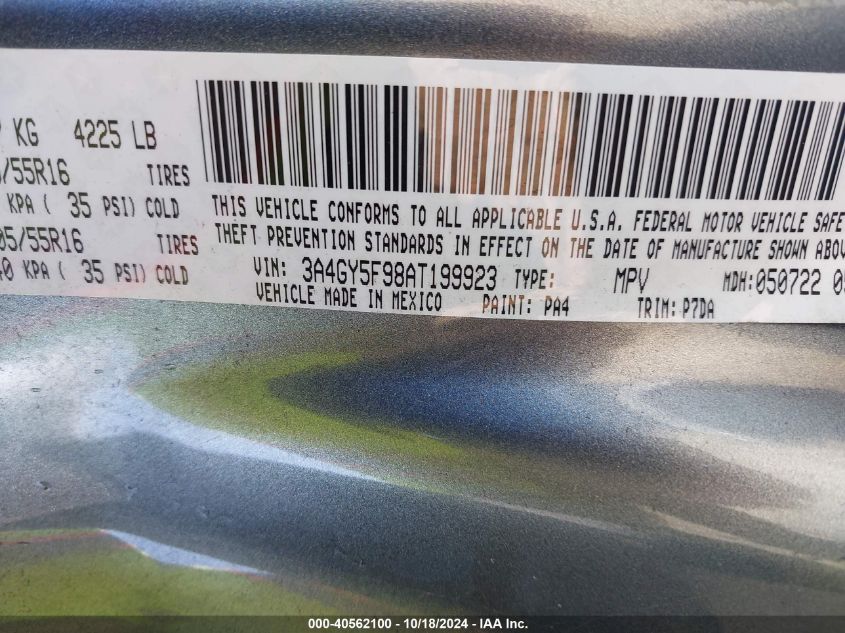 KG 4225 LB
/55R16 TIRES
KPA ( 35 PSI) COLD
05/55R16 TIRES
40 KPA ( 35 PSI) COLD
THIS VEHICLE CONFORMS TO ALL APPLICABLE U.S.A. FEDERAL MOTOR VEHICLE SAFE
THEFT PREVENTION STANDARDS IN EFFECT ON THE DATE OF MANUFACTURE SHOWN ABOV
VIN: 3A4GY5F98AT199923 TYPE: MPV MDH:050722 05
VEHICLE MADE IN MEXICO PAINT: PA4 TRIM: P7DA
000-40562100 - 10/18/2024 - IAA Inc.